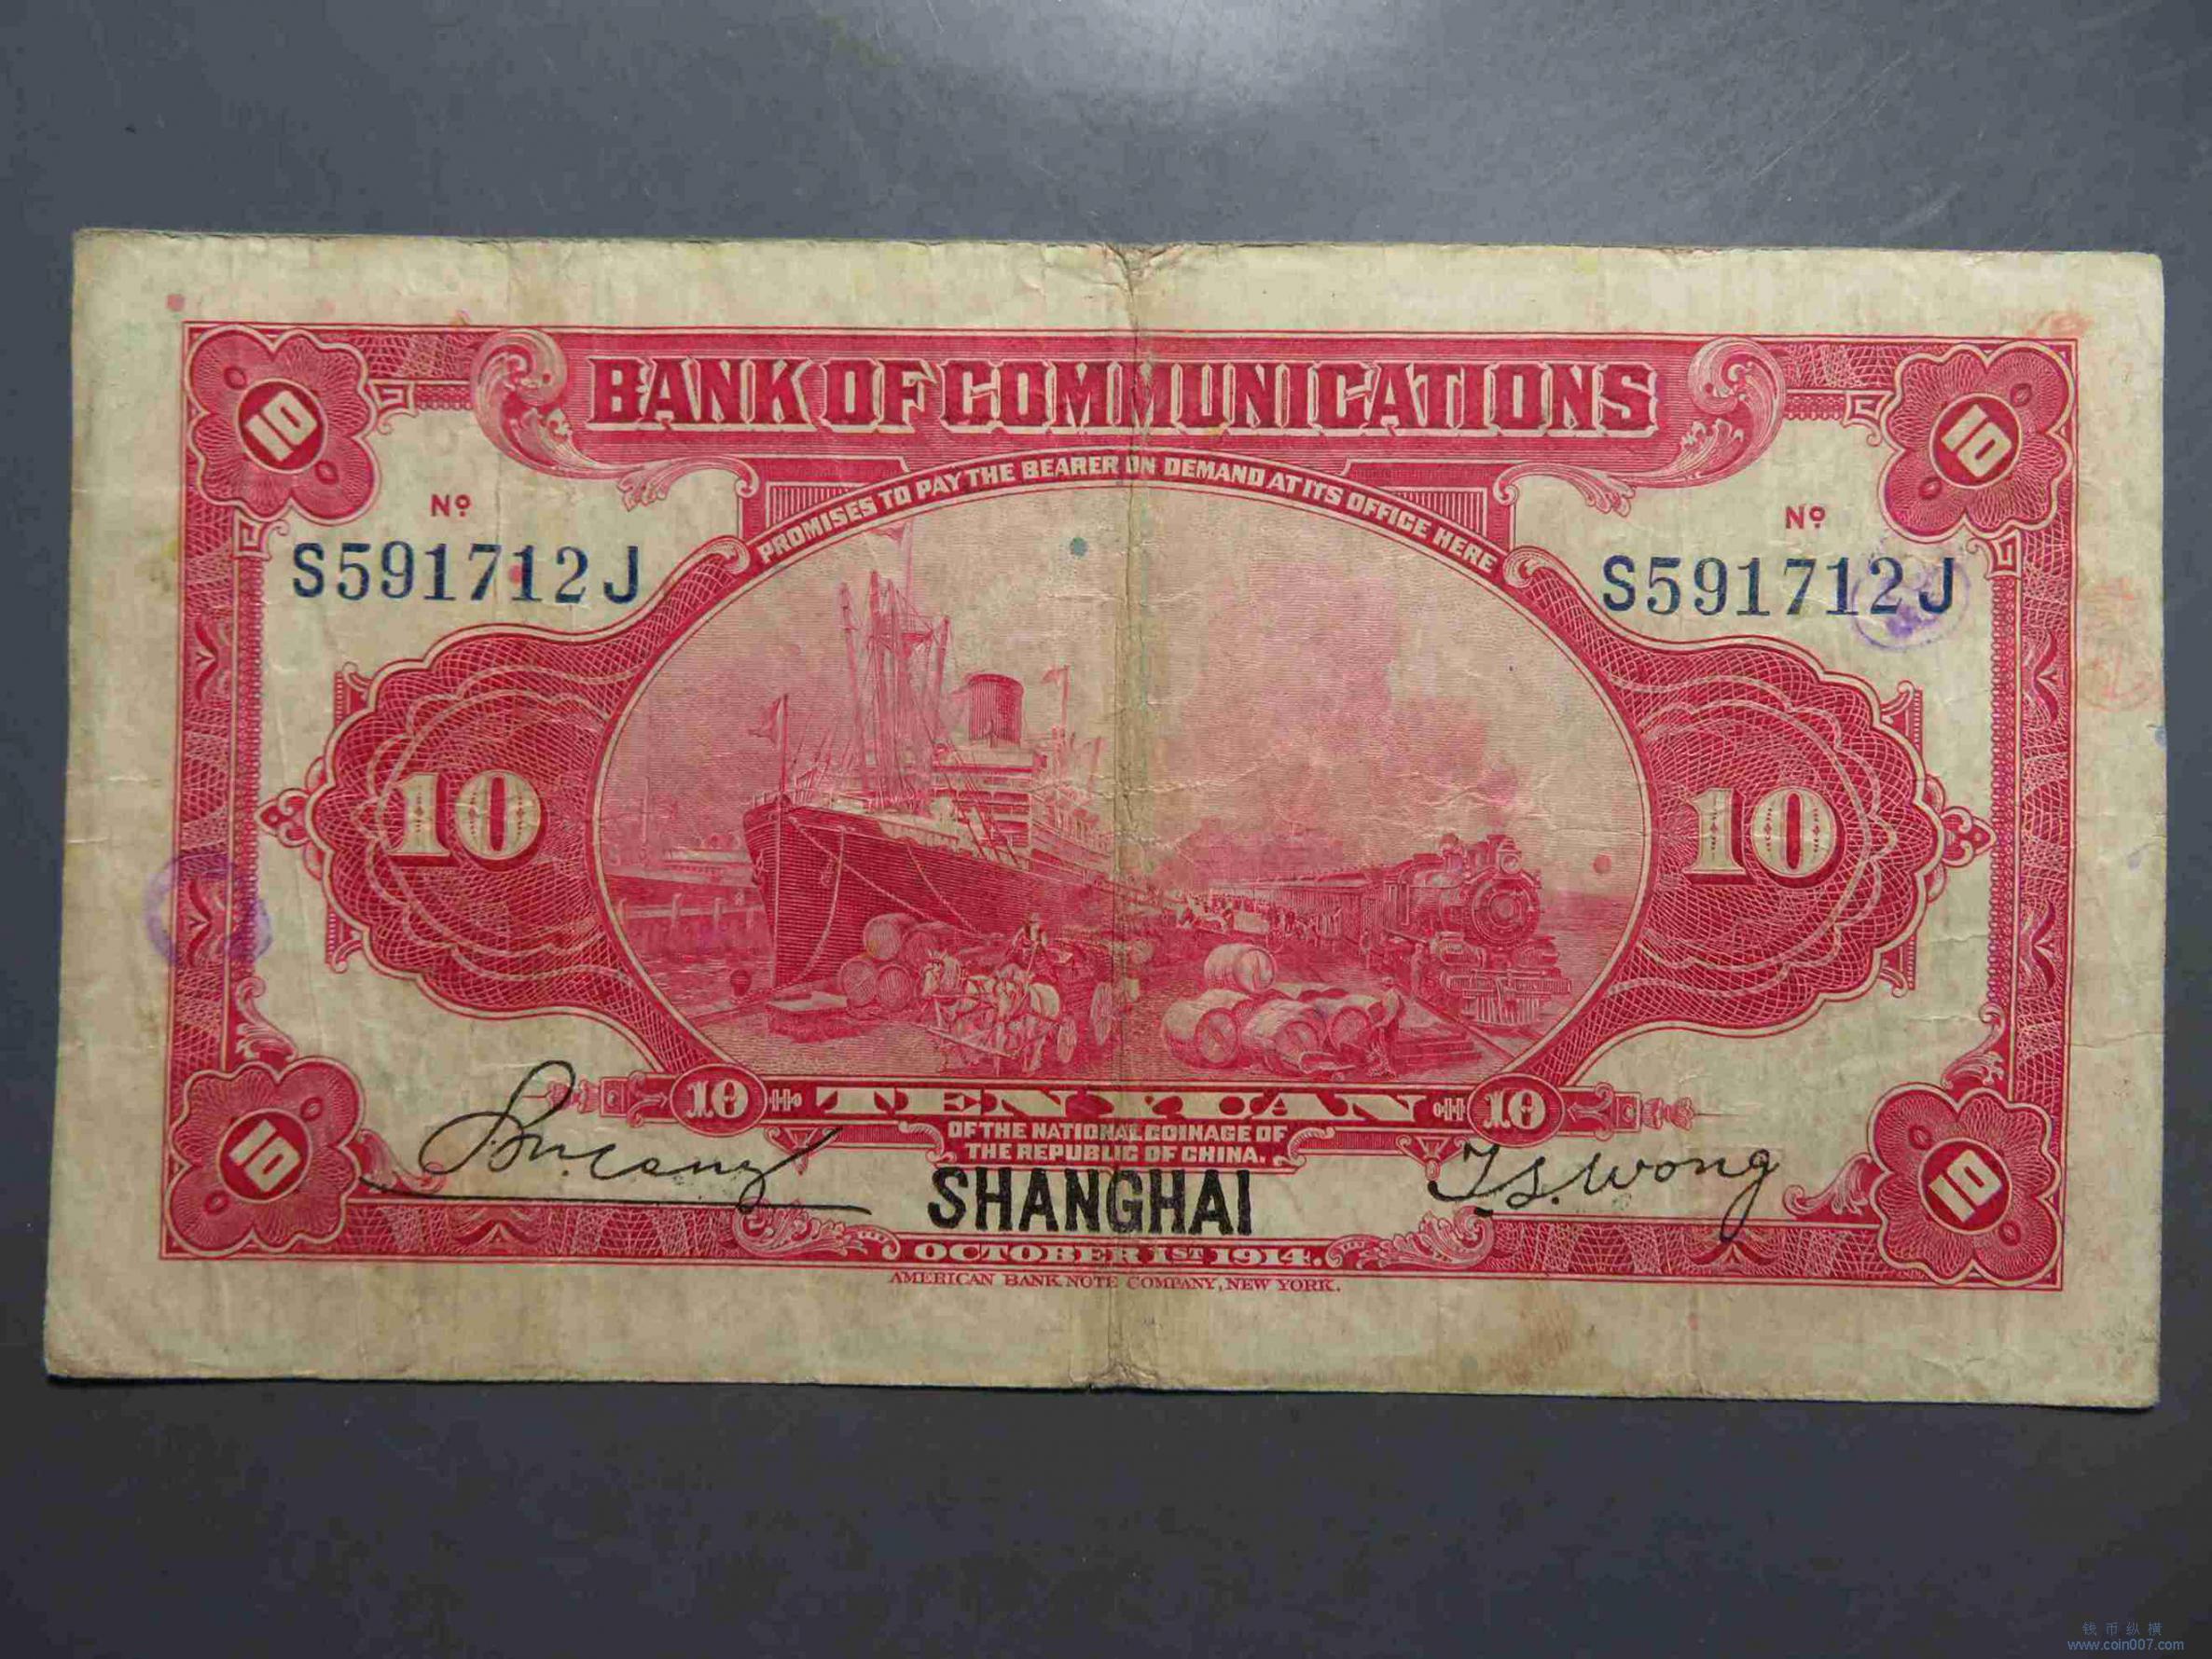 10 BANK OF COMMUNICATIONS 10
PROMISES TO PAY THE BEARER ON DEMAND AT ITS OFFICE HERE
Nº Nº
S591712J S591712J
10 10
10 TEN YUAN 10
OF THE NATIONAL COINAGE OF
THE REPUBLIC OF CHINA.
T.S. Wong
SHANGHAI
10 OCTOBER 1ST 1914. 10
AMERICAN BANK NOTE COMPANY, NEW YORK.
钱币纵横
www.coin007.com